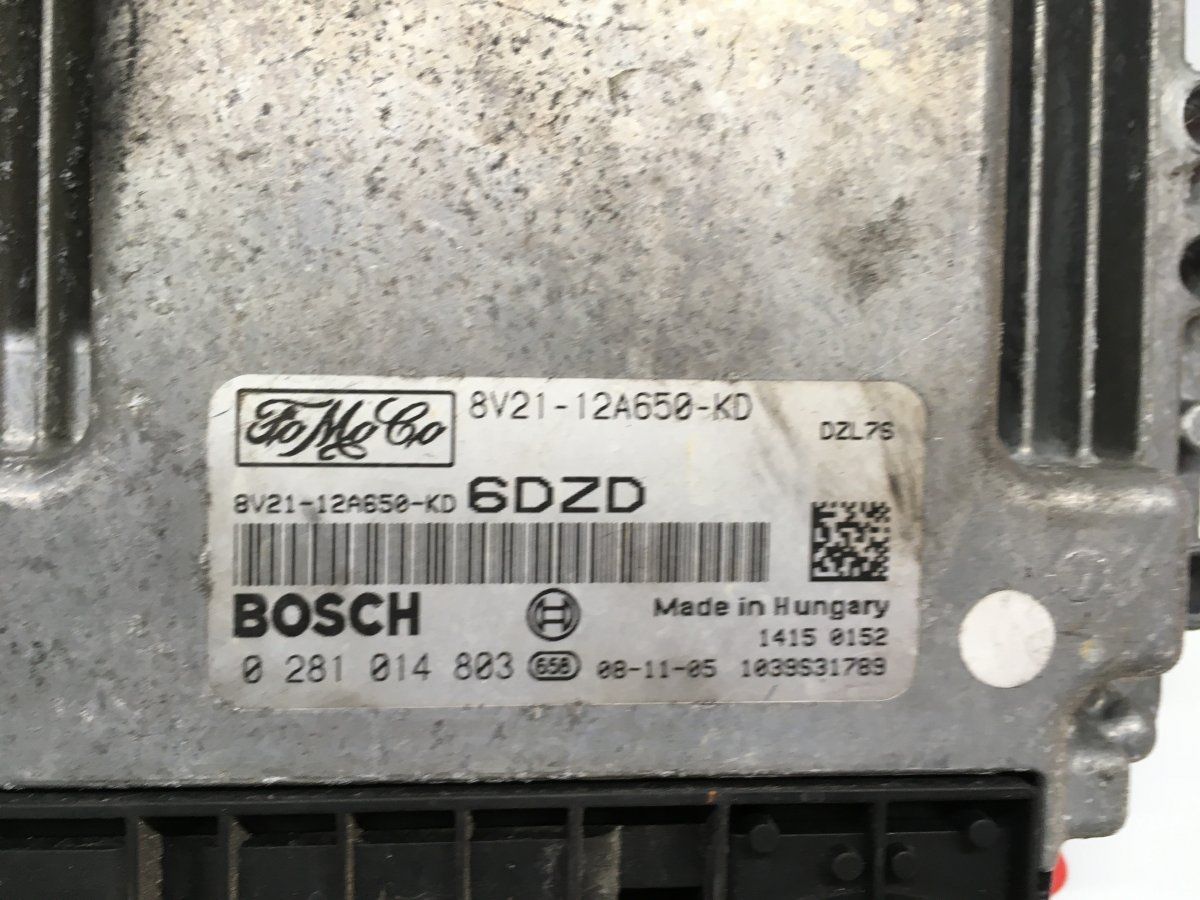 FoMoCo
8V21-12A650-KD
DZL7S
8V21-12A650-KD 6DZD
BOSCH
Made in Hungary
1415 0152
0 281 014 803 658 08-11-05 1039S31789